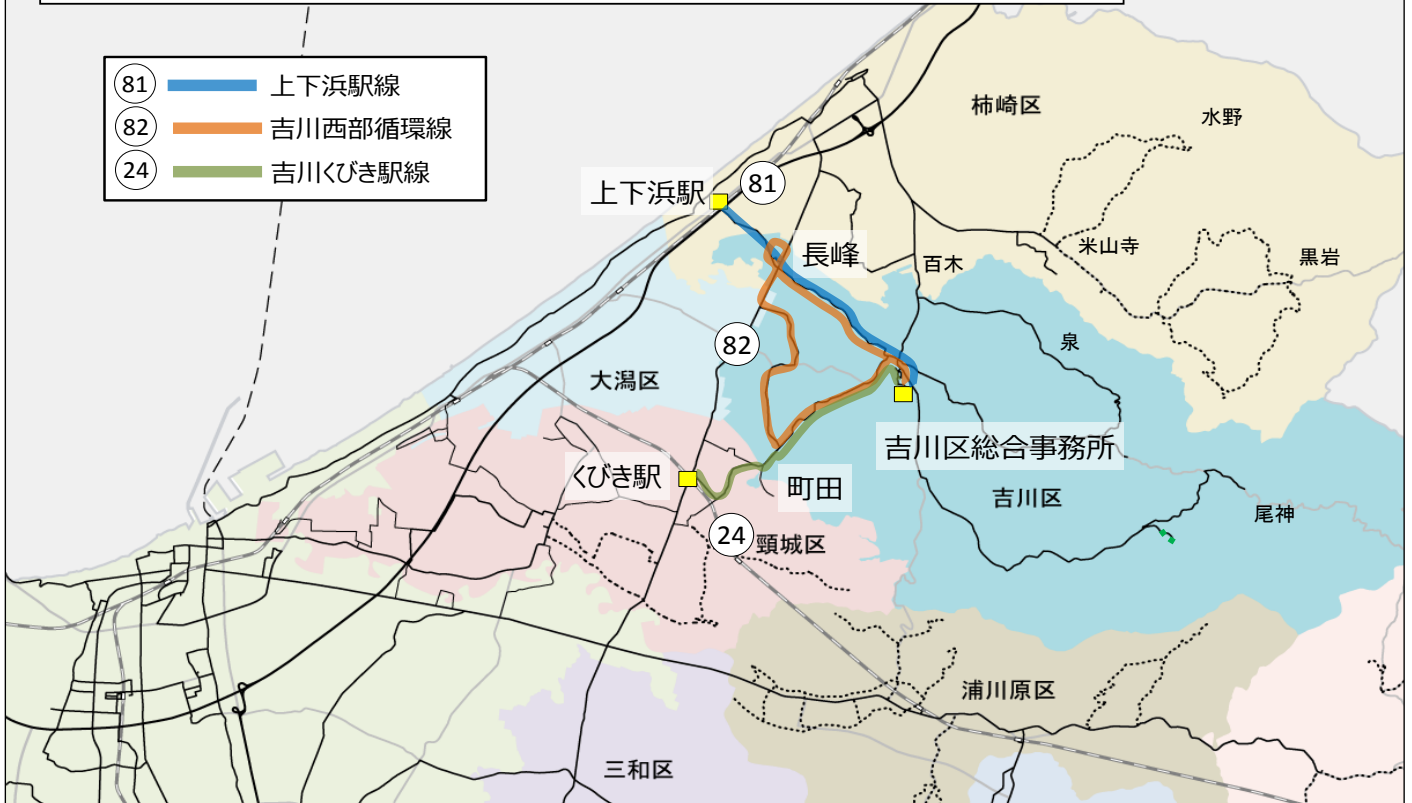 81 上下浜駅線
82 吉川西部循環線
24 吉川くびき駅線
柿崎区
水野
81
上下浜駅
長峰
米山寺
黒岩
百木
82
泉
大潟区
吉川区総合事務所
くびき駅
町田
吉川区
尾神
24
頸城区
浦川原区
三和区